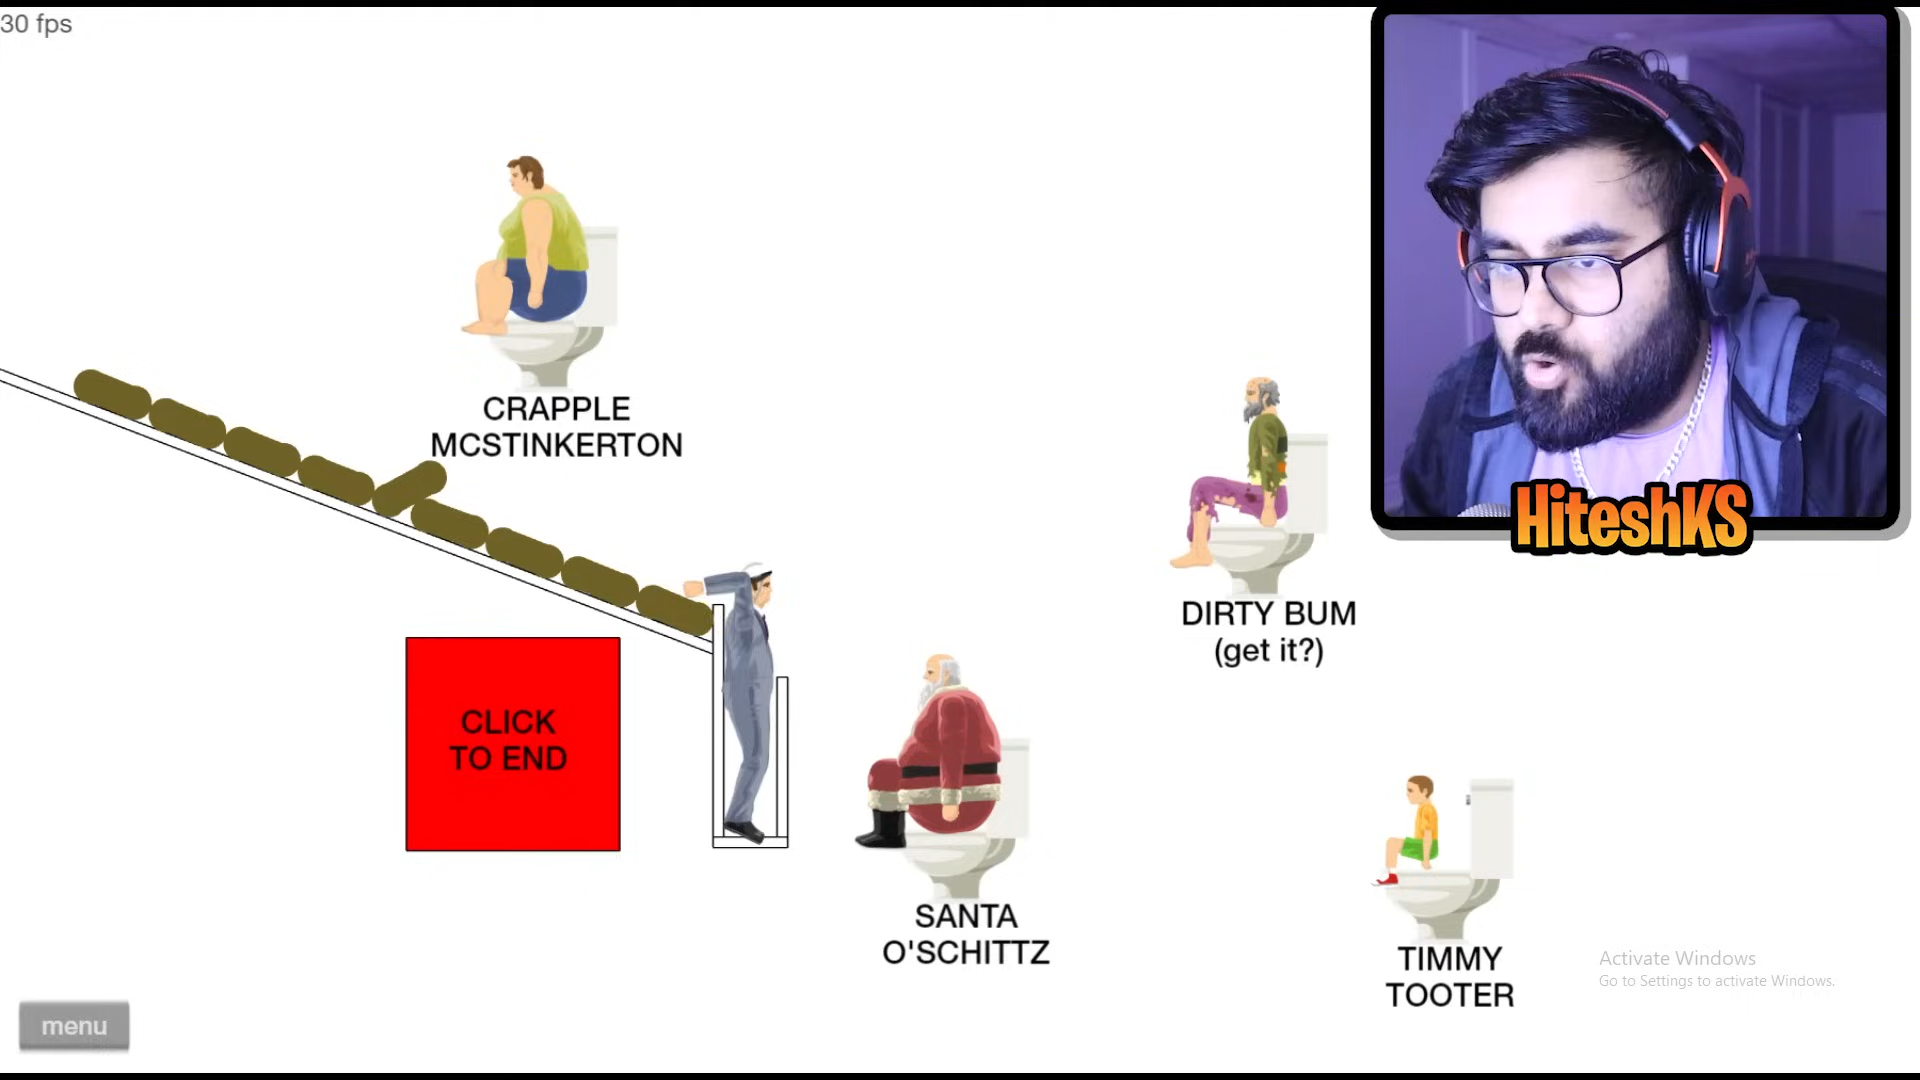 30 fps
CRAPPLE
MCSTINKERTON
HiteshKS
DIRTY BUM
(get it?)
CLICK
TO END
SANTA
O'SCHITTZ
TIMMY
TOOTER
Activate Windows
Go to Settings to activate Windows.
menu